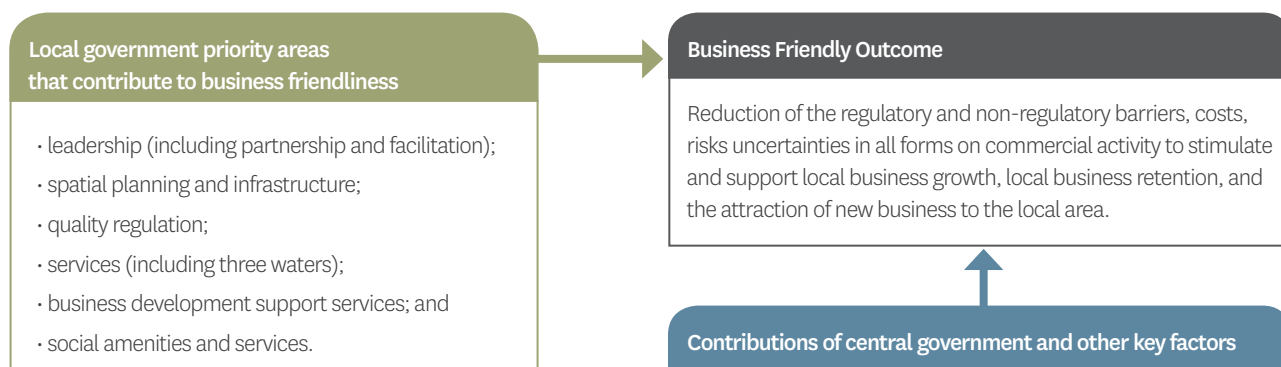 Local government priority areas
that contribute to business friendliness
· leadership (including partnership and facilitation);
· spatial planning and infrastructure;
· quality regulation;
· services (including three waters);
· business development support services; and
· social amenities and services.
Business Friendly Outcome
Reduction of the regulatory and non-regulatory barriers, costs,
risks uncertainties in all forms on commercial activity to stimulate
and support local business growth, local business retention, and
the attraction of new business to the local area.
Contributions of central government and other key factors